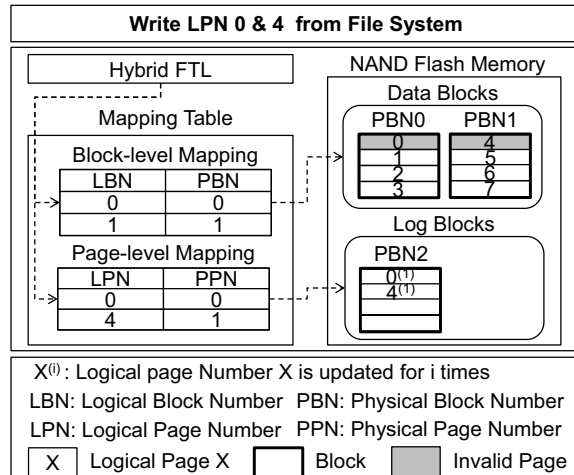 Write LPN 0 & 4 from File System
Hybrid FTL
Mapping Table
Block-level Mapping
LBN PBN
0 0
1 1
Page-level Mapping
LPN PPN
0 0
4 1
NAND Flash Memory
Data Blocks
PBN0 PBN1
0 4
1 5
2 6
3 7
Log Blocks
PBN2
0(1)
4(1)
X(i) : Logical page Number X is updated for i times
LBN: Logical Block Number PBN: Physical Block Number
LPN: Logical Page Number PPN: Physical Page Number
X Logical Page X Block Invalid Page